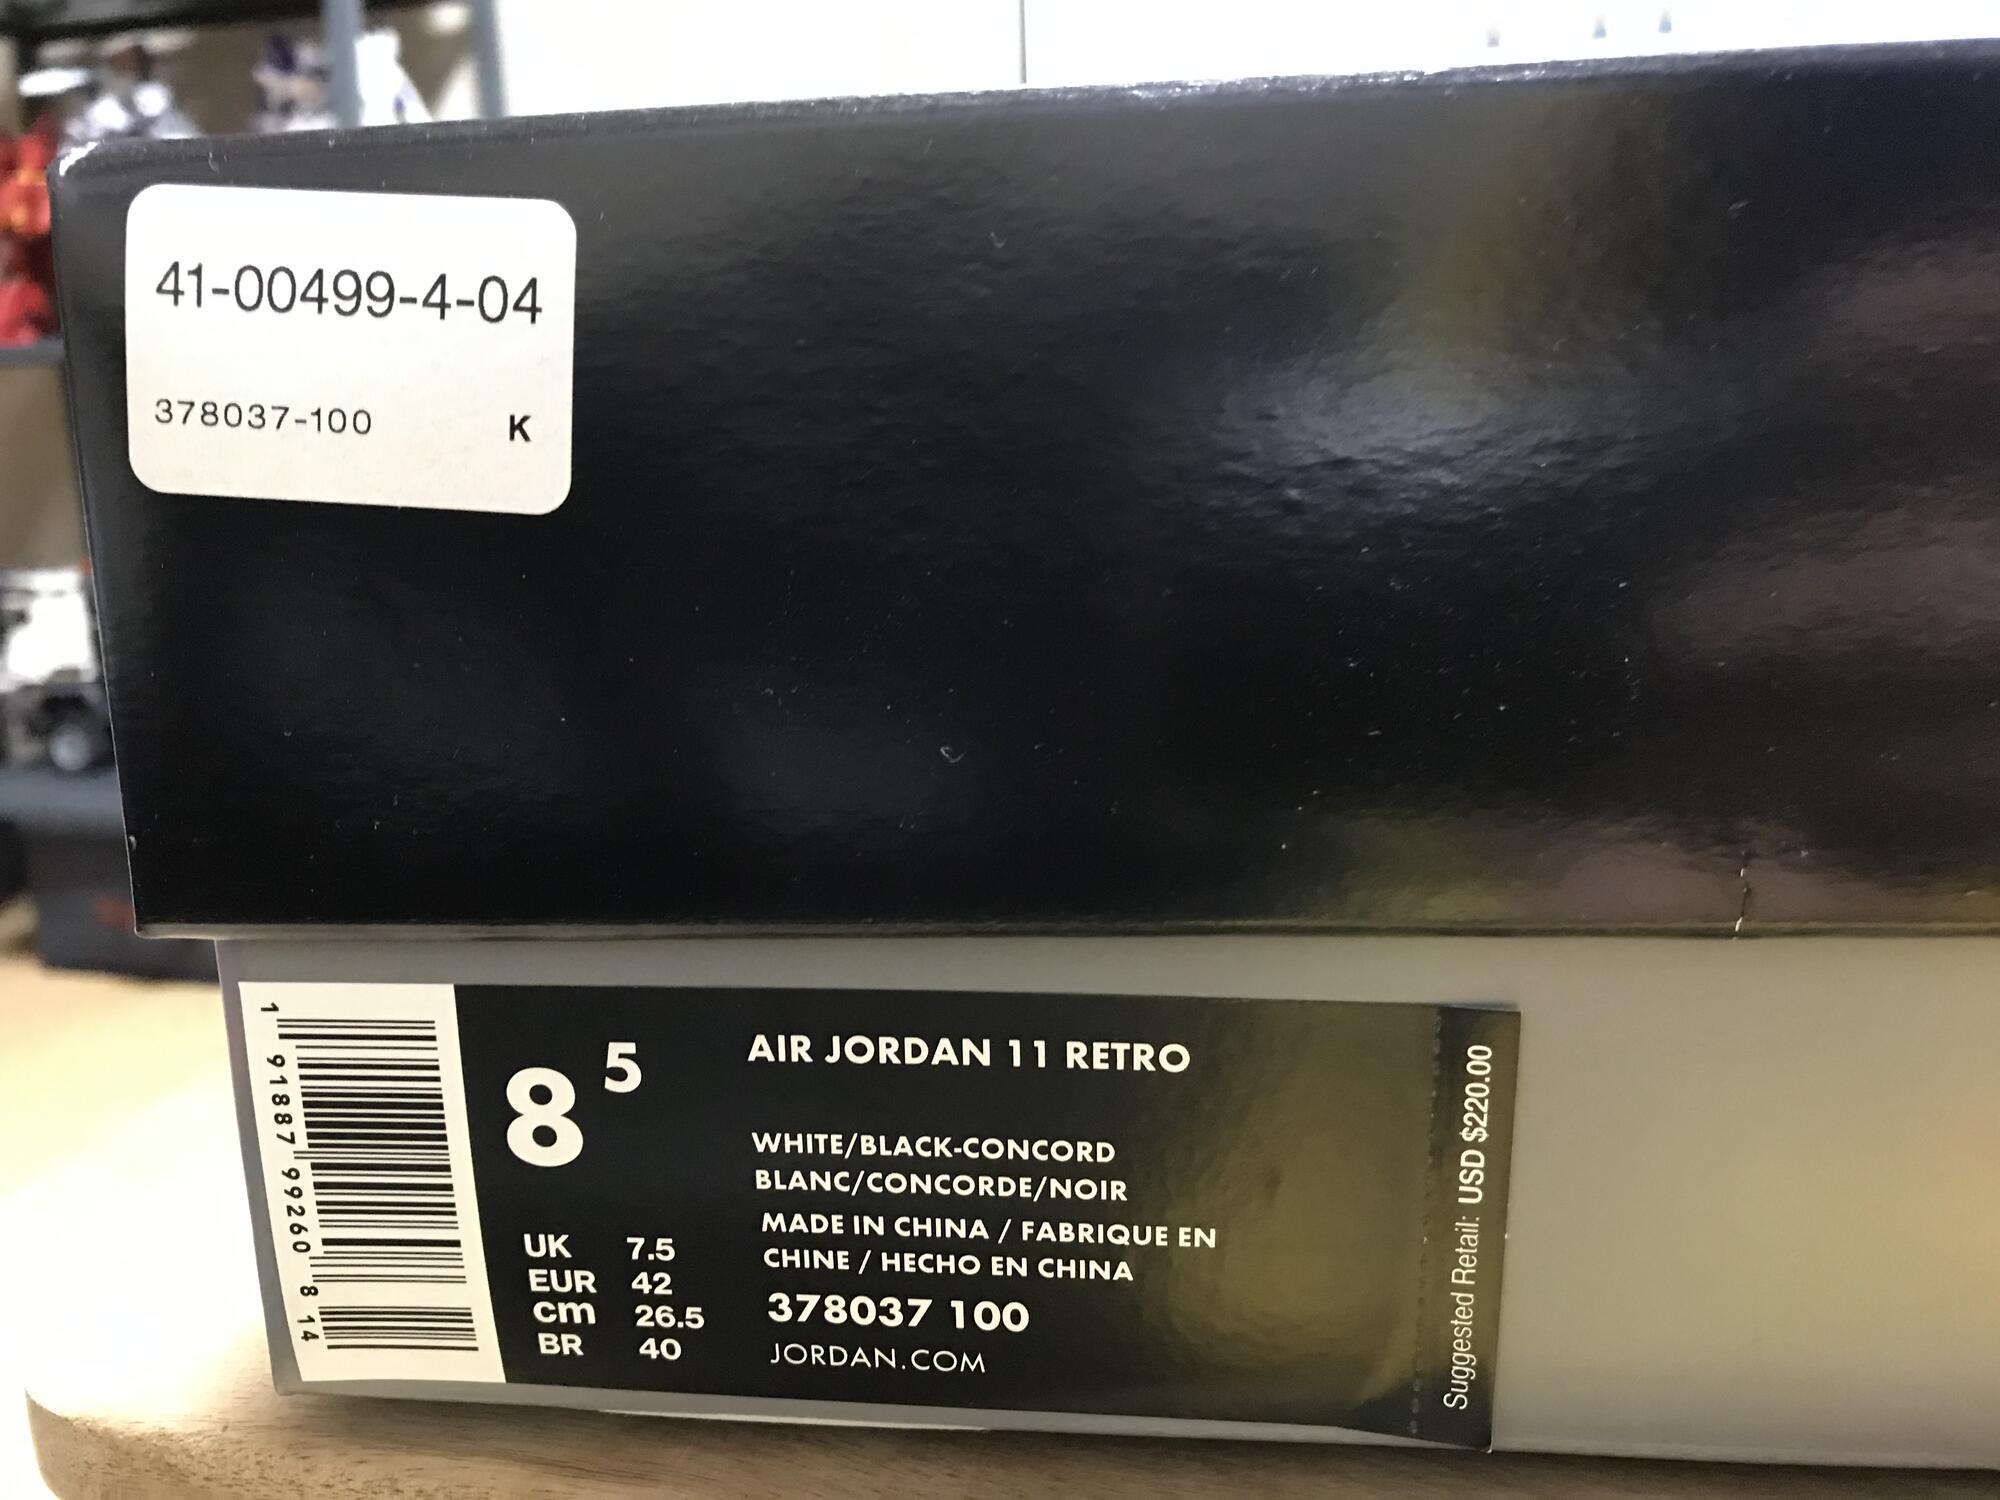 41-00499-4-04
378037-100 K
1 91887 99260 8 14
8 5
UK 7.5
EUR 42
cm 26.5
BR 40
AIR JORDAN 11 RETRO
WHITE/BLACK-CONCORD
BLANC/CONCORDE/NOIR
MADE IN CHINA / FABRIQUE EN
CHINE / HECHO EN CHINA
378037 100
JORDAN.COM
Suggested Retail: USD $220.00